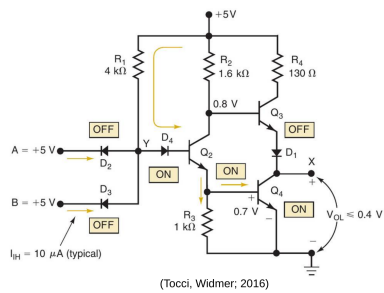 +5 V
R1
4 kΩ
R2
1.6 kΩ
R4
130 Ω
0.8 V
Q3
OFF
OFF
Y
D4
A = +5 V
D2
Q2
D1
X
ON
ON
+
Q4
D3
B = +5 V
OFF
R3
1 kΩ
+
0.7 V
–
ON
VOL ≤ 0.4 V
–
IIH = 10 μA (typical)
(Tocci, Widmer; 2016)